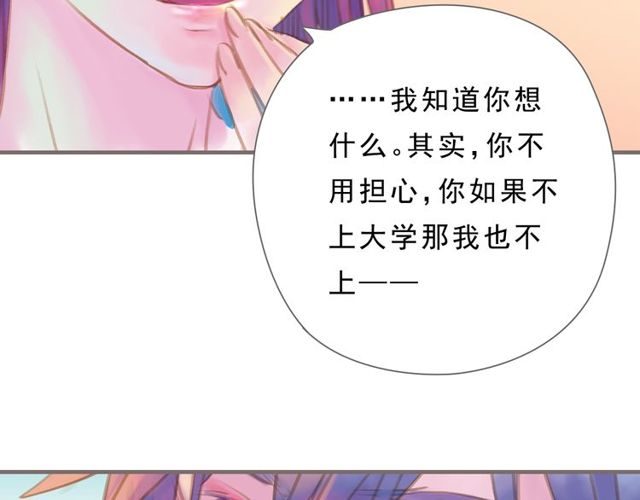 ……我知道你想
什么。其实，你不
用担心，你如果不
上大学那我也不
上——